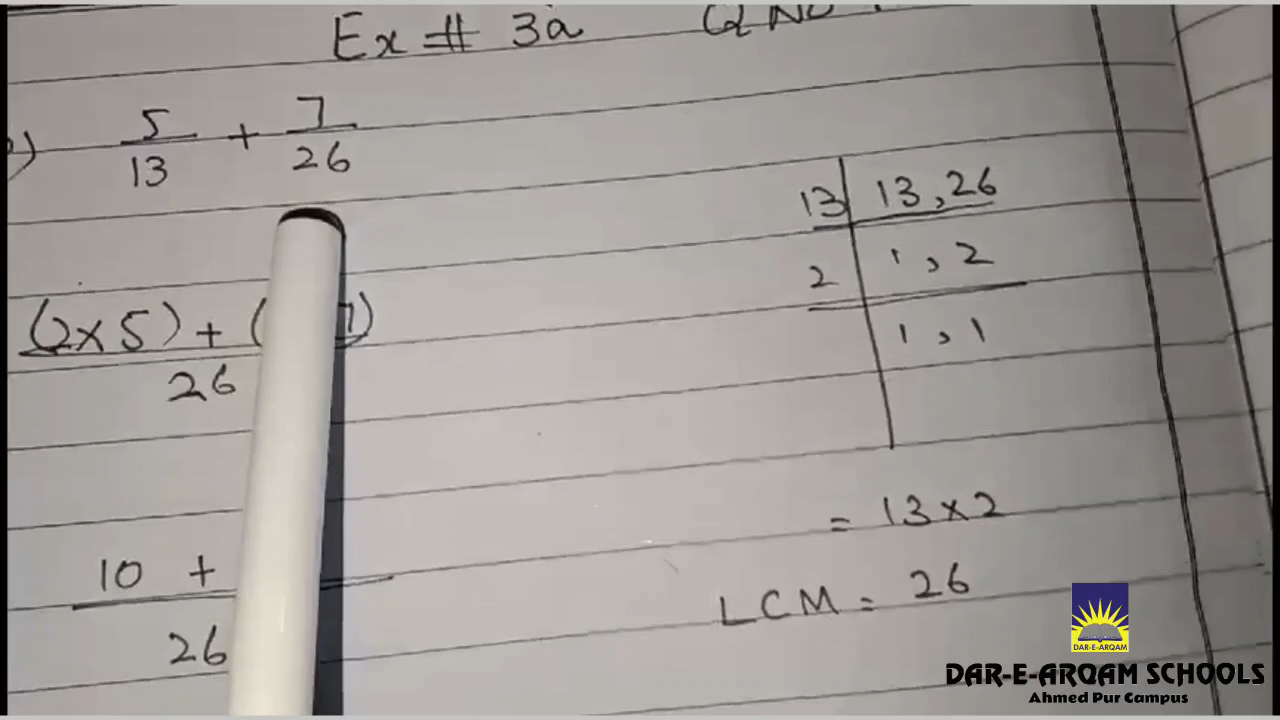 Ex # 3a
5/13 + 7/26
(2 x 5) + ( 7)
26
10 +
26
13 | 13, 26
2 | 1, 2
1, 1
= 13 x 2
LCM = 26
DAR-E-ARQAM
DAR-E-ARQAM SCHOOLS
Ahmed Pur Campus